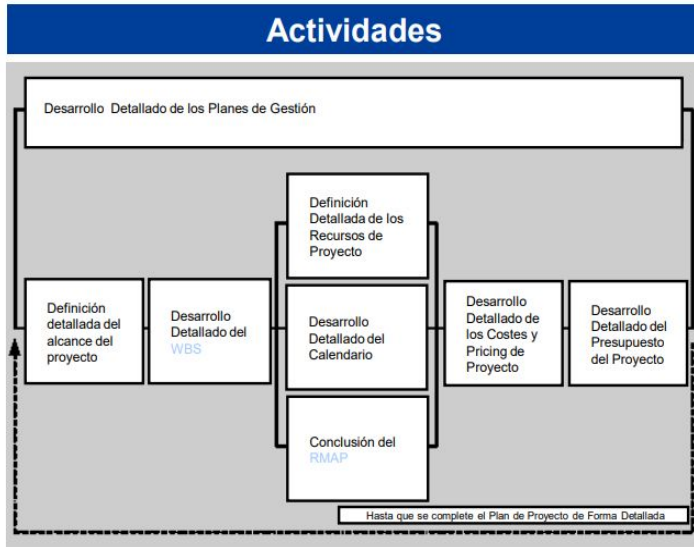 Actividades
Desarrollo Detallado de los Planes de Gestión
Definición
Detallada de los
Recursos de
Proyecto
Definición
detallada del
alcance del
proyecto
Desarrollo
Detallado del
WBS
Desarrollo
Detallado del
Calendario
Desarrollo
Detallado de
los Costes y
Pricing de
Proyecto
Desarrollo
Detallado del
Presupuesto
del Proyecto
Conclusión del
RMAP
Hasta que se complete el Plan de Proyecto de Forma Detallada